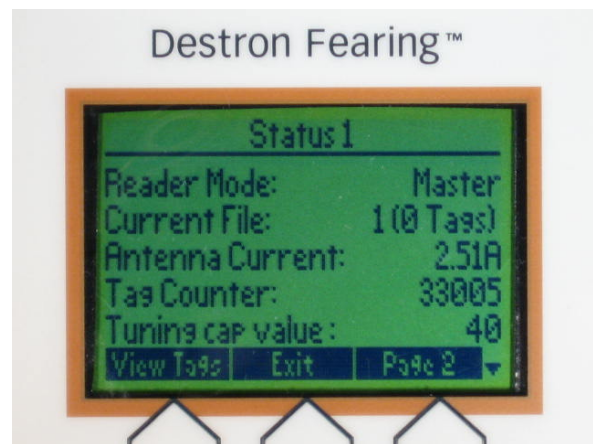 Destron Fearing™
Status 1
Reader Mode: Master
Current File: 1 (0 Tags)
Antenna Current: 2.51A
Tag Counter: 33005
Tuning cap value : 40
View Tags Exit Page 2